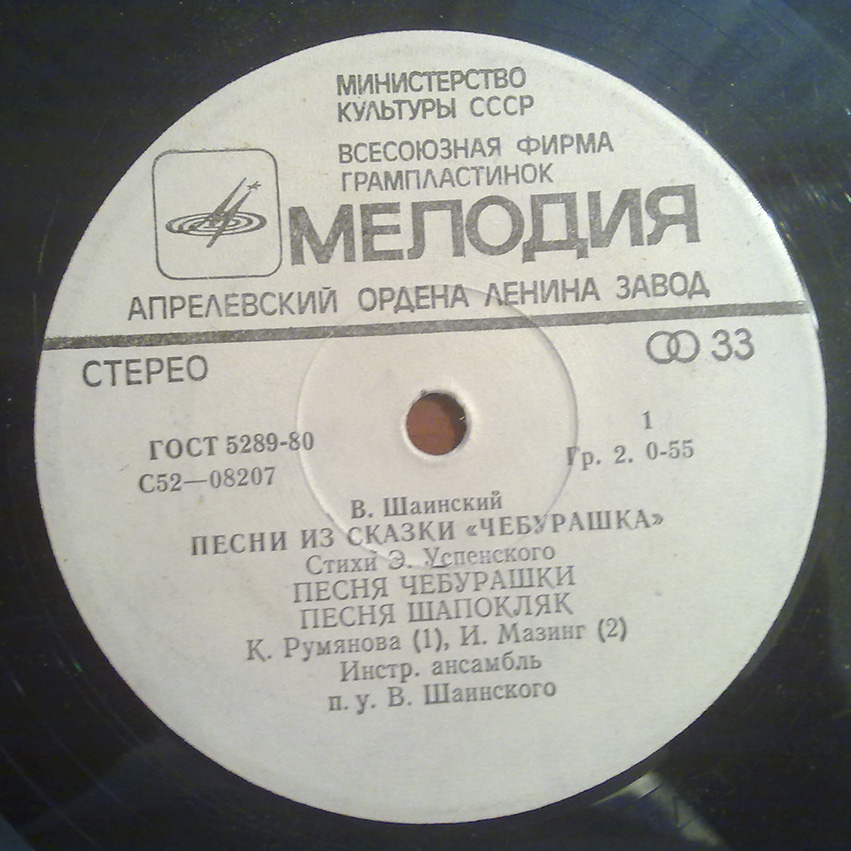 МИНИСТЕРСТВО
КУЛЬТУРЫ СССР
ВСЕСОЮЗНАЯ ФИРМА
ГРАМПЛАСТИНОК
МЕЛОДИЯ
АПРЕЛЕВСКИЙ ОРДЕНА ЛЕНИНА ЗАВОД
СТЕРЕО
33
ГОСТ 5289-80
1
С52—08207
Гр. 2. 0-55
В. Шаинский
ПЕСНИ ИЗ СКАЗКИ «ЧЕБУРАШКА»
Стихи Э. Успенского
ПЕСНЯ ЧЕБУРАШКИ
ПЕСНЯ ШАПОКЛЯК
К. Румянова (1), И. Мазинг (2)
Инстр. ансамбль
п. у. В. Шаинского